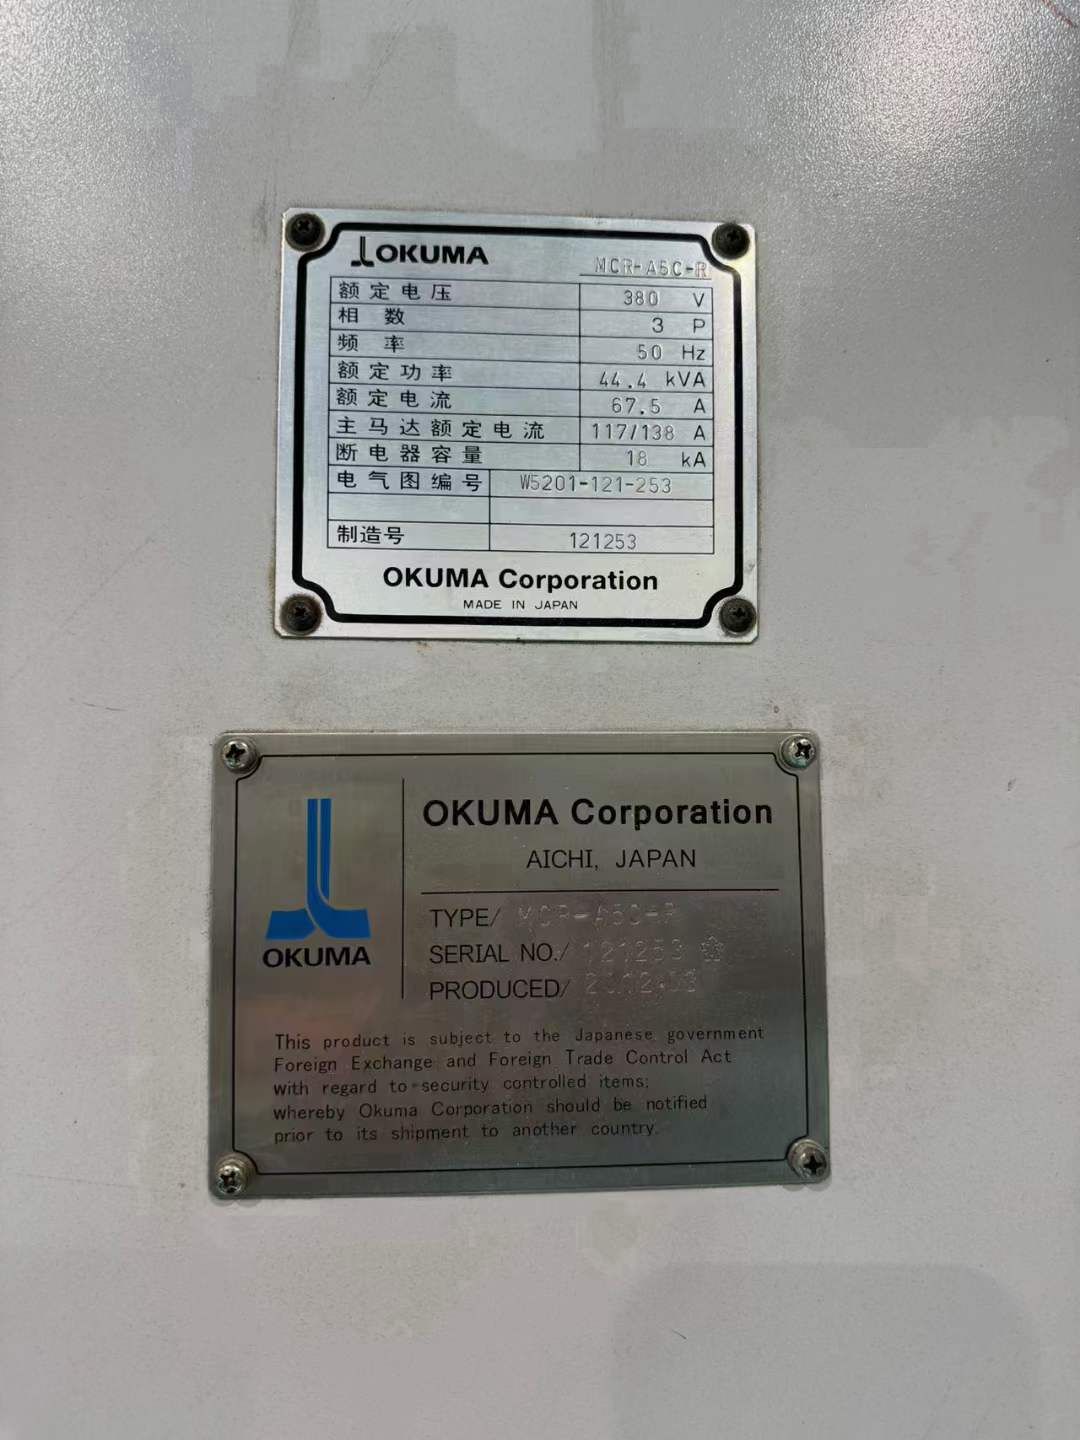 OKUMA MCR-A5C-R
额定电压 380 V
相数 3 P
频率 50 Hz
额定功率 44.4 kVA
额定电流 67.5 A
主马达额定电流 117/138 A
断电器容量 18 kA
电气图编号 W5201-121-253
制造号 121253
OKUMA Corporation
MADE IN JAPAN
OKUMA
OKUMA Corporation
AICHI, JAPAN
TYPE/ MCR-A5C-R
SERIAL NO./ 121253
PRODUCED/
This product is subject to the Japanese government
Foreign Exchange and Foreign Trade Control Act
with regard to security controlled items;
whereby Okuma Corporation should be notified
prior to its shipment to another country.